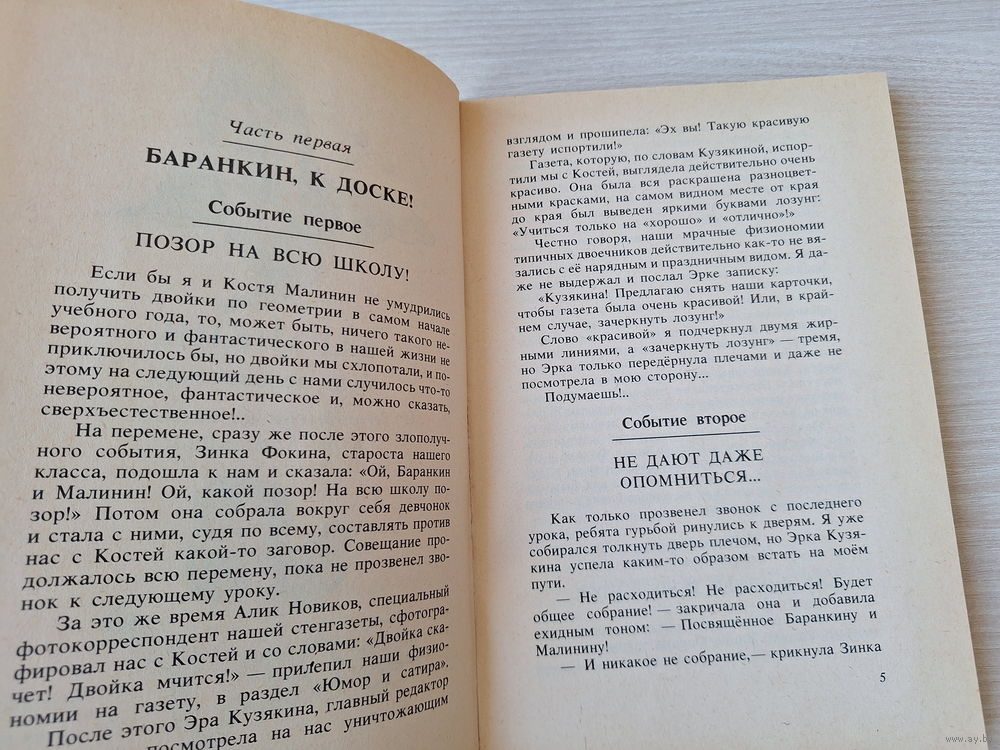 Часть первая
БАРАНКИН, К ДОСКЕ!
Событие первое
ПОЗОР НА ВСЮ ШКОЛУ!
Если бы я и Костя Малинин не умудрились
получить двойки по геометрии в самом начале
учебного года, то, может быть, ничего такого не-
вероятного и фантастического в нашей жизни не
приключилось бы, но двойки мы схлопотали, и по-
этому на следующий день с нами случилось что-то
невероятное, фантастическое и, можно сказать,
сверхъестественное!..
На перемене, сразу же после этого злополуч-
ного события, Зинка Фокина, староста нашего
класса, подошла к нам и сказала: «Ой, Баранкин
и Малинин! Ой, какой позор! На всю школу по-
зор!» Потом она собрала вокруг себя девчонок
и стала с ними, судя по всему, составлять против
нас с Костей какой-то заговор. Совещание про-
должалось всю перемену, пока не прозвенел зво-
нок к следующему уроку.
За это же время Алик Новиков, специальный
фотокорреспондент нашей стенгазеты, сфотогра-
фировал нас с Костей и со словами: «Двойка ска-
чет! Двойка мчится!» — прилепил наши физио-
номии на газету, в раздел «Юмор и сатира».
После этого Эра Кузякина, главный редактор
посмотрела на нас уничтожающим
взглядом и прошипела: «Эх вы! Такую красивую
газету испортили!»
Газета, которую, по словам Кузякиной, испор-
тили мы с Костей, выглядела действительно очень
красиво. Она была вся раскрашена разноцвет-
ными красками, на самом видном месте от края
до края был выведен яркими буквами лозунг:
«Учиться только на «хорошо» и «отлично»!»
Честно говоря, наши мрачные физиономии
типичных двоечников действительно как-то не вя-
зались с её нарядным и праздничным видом. Я да-
же не выдержал и послал Эрке записку:
«Кузякина! Предлагаю снять наши карточки,
чтобы газета была очень красивой! Или, в край-
нем случае, зачеркнуть лозунг!»
Слово «красивой» я подчеркнул двумя жир-
ными линиями, а «зачеркнуть лозунг» — тремя,
но Эрка только передёрнула плечами и даже не
посмотрела в мою сторону...
Подумаешь!..
Событие второе
НЕ ДАЮТ ДАЖЕ
ОПОМНИТЬСЯ...
Как только прозвенел звонок с последнего
урока, ребята гурьбой ринулись к дверям. Я уже
собирался толкнуть дверь плечом, но Эрка Кузя-
кина успела каким-то образом встать на моём
пути.
— Не расходиться! Не расходиться! Будет
общее собрание! — закричала она и добавила
ехидным тоном: — Посвящённое Баранкину и
Малинину!
— И никакое не собрание,— крикнула Зинка
5
www.ay.by